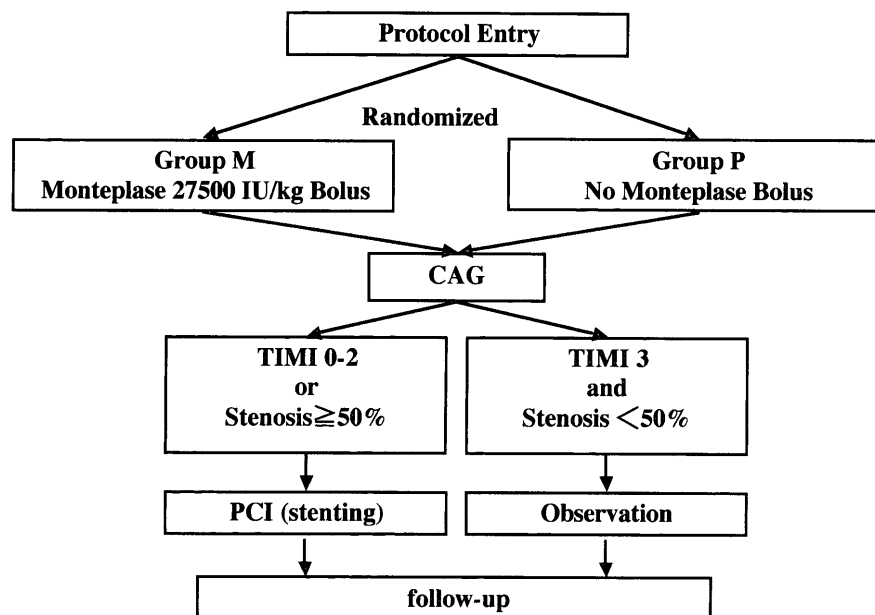 Protocol Entry
Randomized
Group M
Monteplase 27500 IU/kg Bolus
Group P
No Monteplase Bolus
CAG
TIMI 0-2
or
Stenosis≧50%
TIMI 3
and
Stenosis <50%
PCI (stenting)
Observation
follow-up